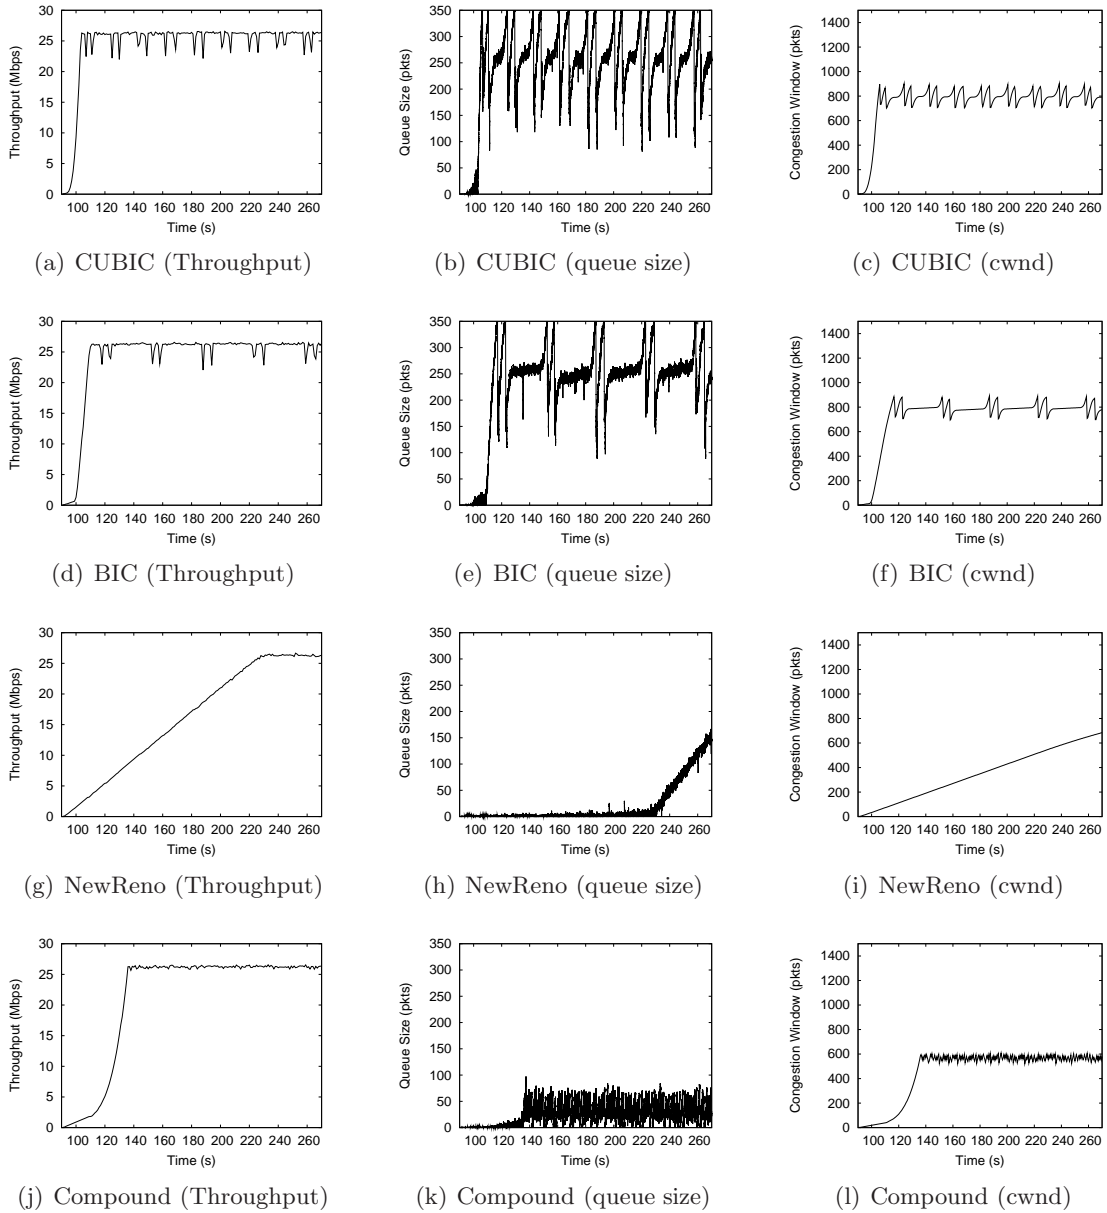 Throughput (Mbps)
30
25
20
15
10
5
0
100 120 140 160 180 200 220 240 260
Time (s)
(a) CUBIC (Throughput)
Queue Size (pkts)
350
300
250
200
150
100
50
0
100 120 140 160 180 200 220 240 260
Time (s)
(b) CUBIC (queue size)
Congestion Window (pkts)
1400
1200
1000
800
600
400
200
0
100 120 140 160 180 200 220 240 260
Time (s)
(c) CUBIC (cwnd)
Throughput (Mbps)
30
25
20
15
10
5
0
100 120 140 160 180 200 220 240 260
Time (s)
(d) BIC (Throughput)
Queue Size (pkts)
350
300
250
200
150
100
50
0
100 120 140 160 180 200 220 240 260
Time (s)
(e) BIC (queue size)
Congestion Window (pkts)
1400
1200
1000
800
600
400
200
0
100 120 140 160 180 200 220 240 260
Time (s)
(f) BIC (cwnd)
Throughput (Mbps)
30
25
20
15
10
5
0
100 120 140 160 180 200 220 240 260
Time (s)
(g) NewReno (Throughput)
Queue Size (pkts)
350
300
250
200
150
100
50
0
100 120 140 160 180 200 220 240 260
Time (s)
(h) NewReno (queue size)
Congestion Window (pkts)
1400
1200
1000
800
600
400
200
0
100 120 140 160 180 200 220 240 260
Time (s)
(i) NewReno (cwnd)
Throughput (Mbps)
30
25
20
15
10
5
0
100 120 140 160 180 200 220 240 260
Time (s)
(j) Compound (Throughput)
Queue Size (pkts)
350
300
250
200
150
100
50
0
100 120 140 160 180 200 220 240 260
Time (s)
(k) Compound (queue size)
Congestion Window (pkts)
1400
1200
1000
800
600
400
200
0
100 120 140 160 180 200 220 240 260
Time (s)
(l) Compound (cwnd)